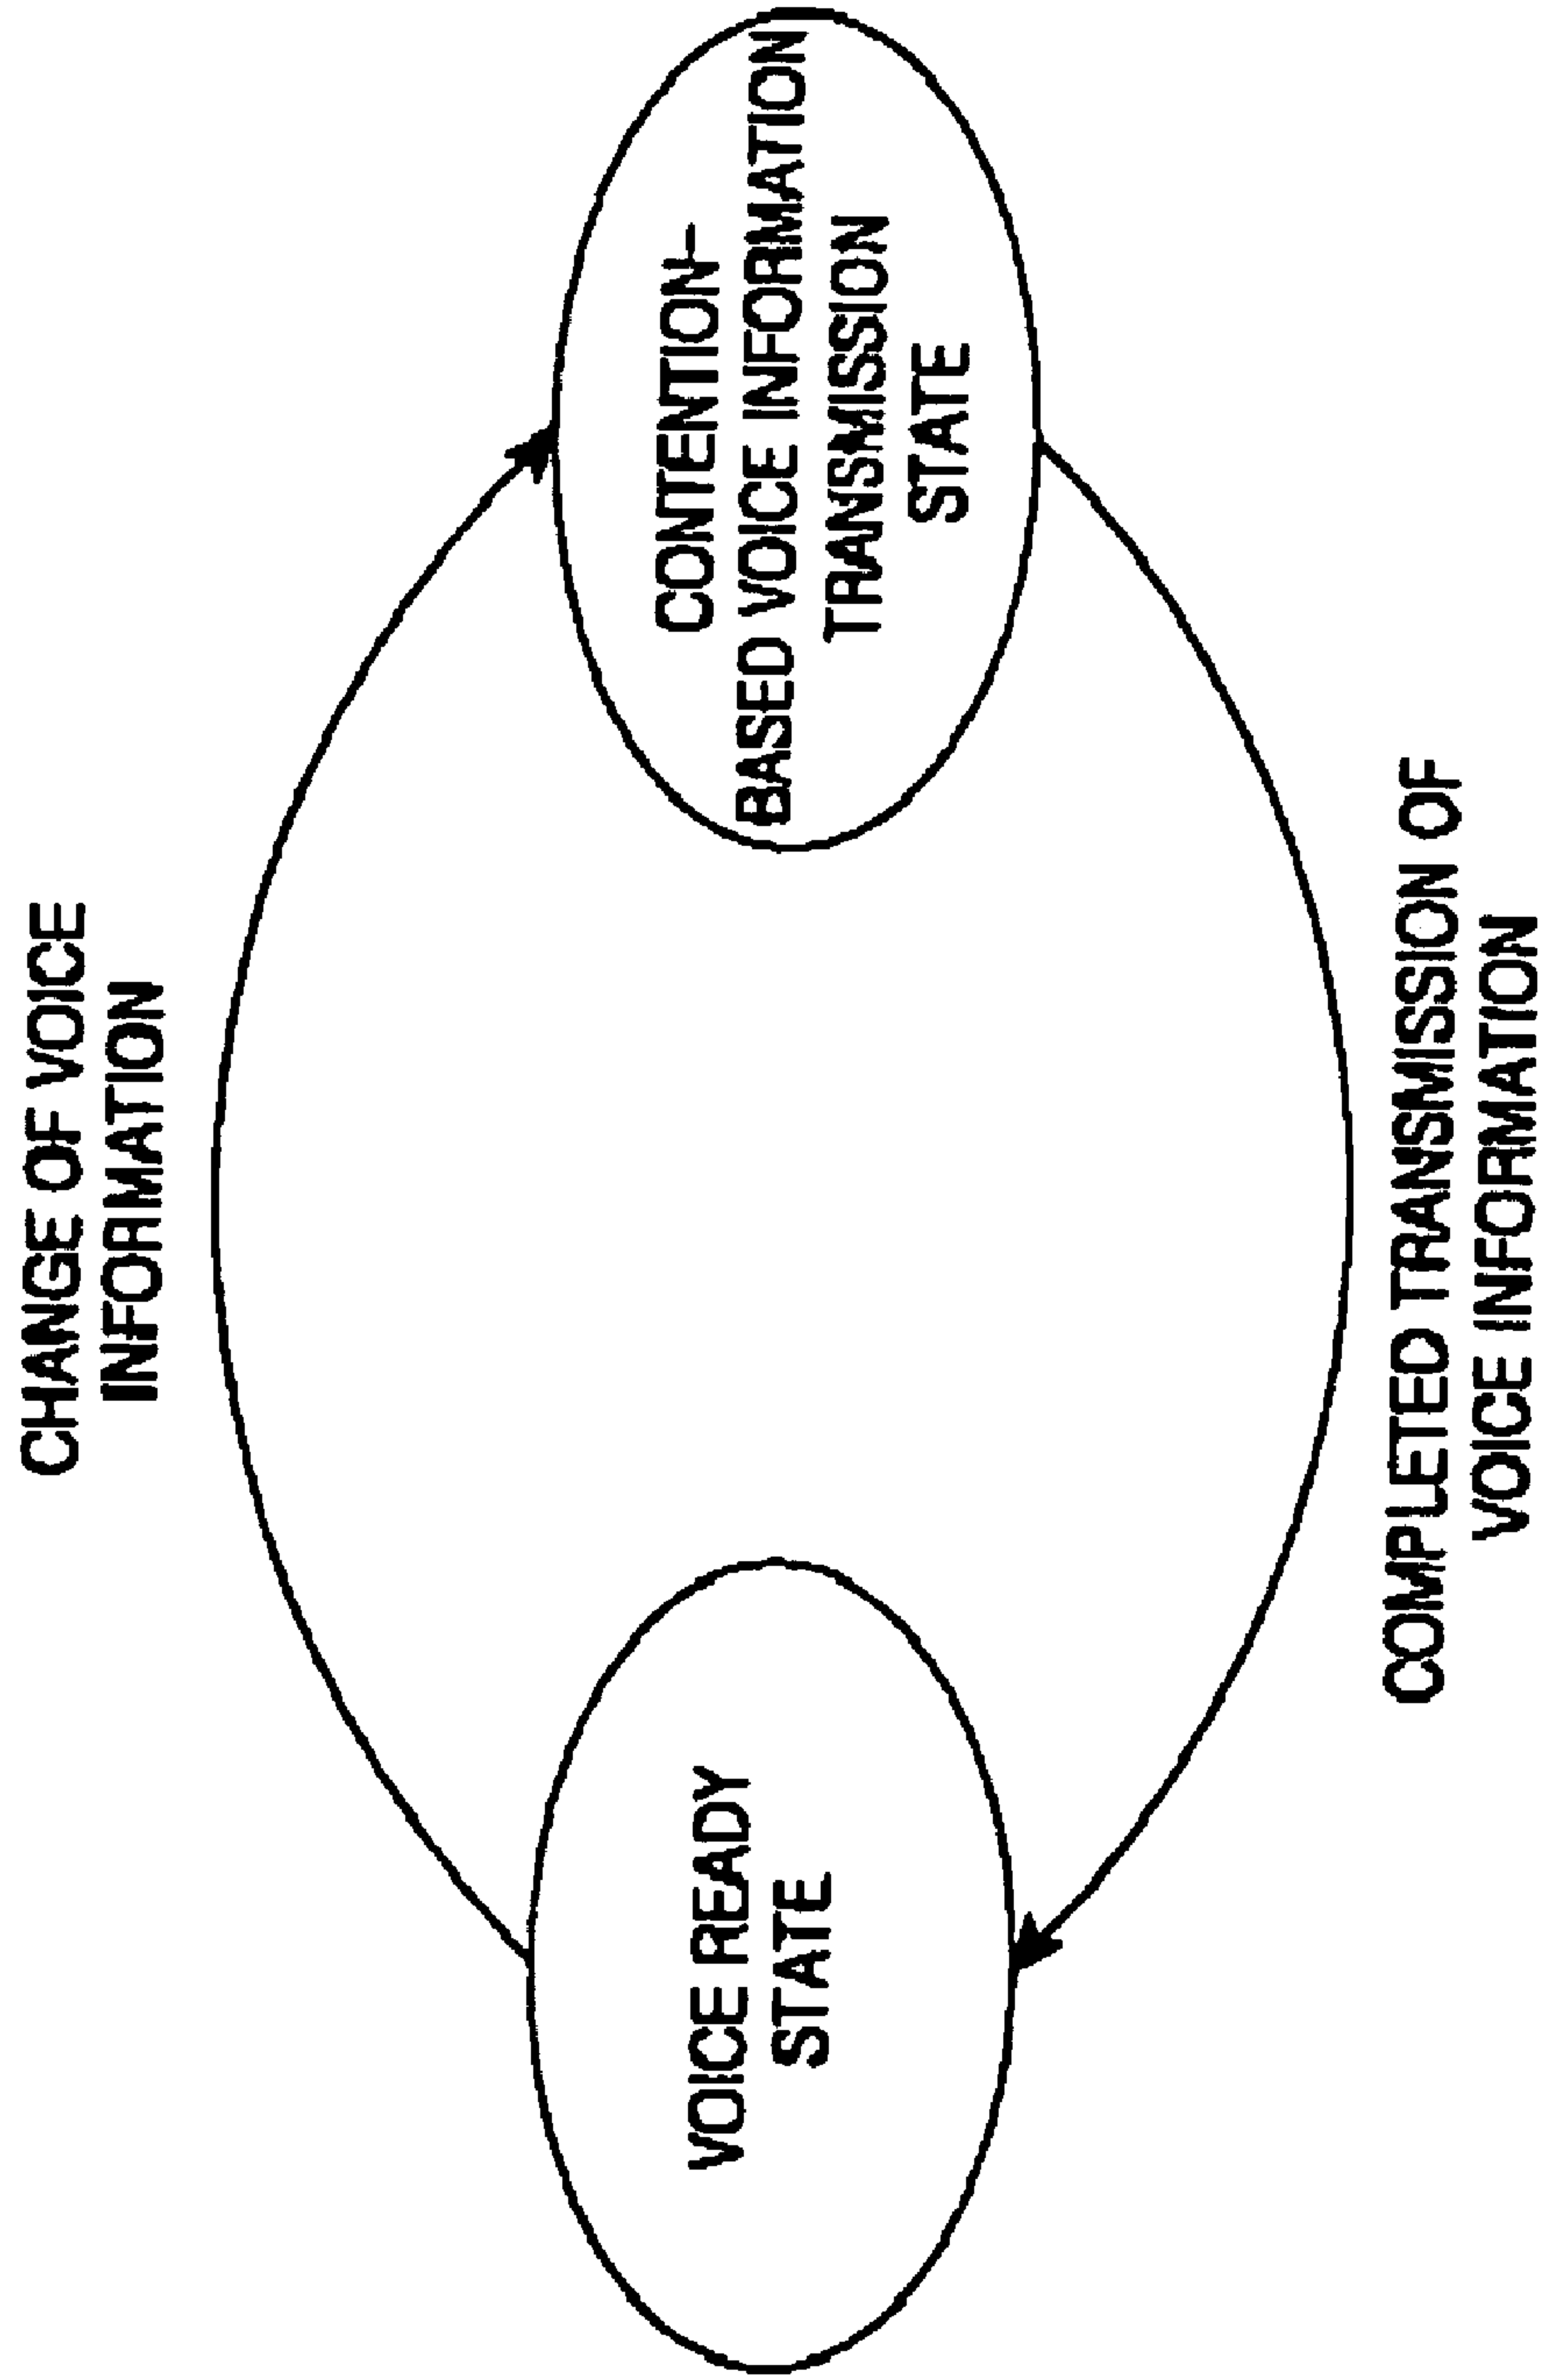 CHANGE OF VOICE
INFORMATION
VOICE READY
STATE
CONTENTION-
BASED VOICE INFORMATION
TRANSMISSION
STATE
COMPLETED TRANSMISSION OF
VOICE INFORMATION